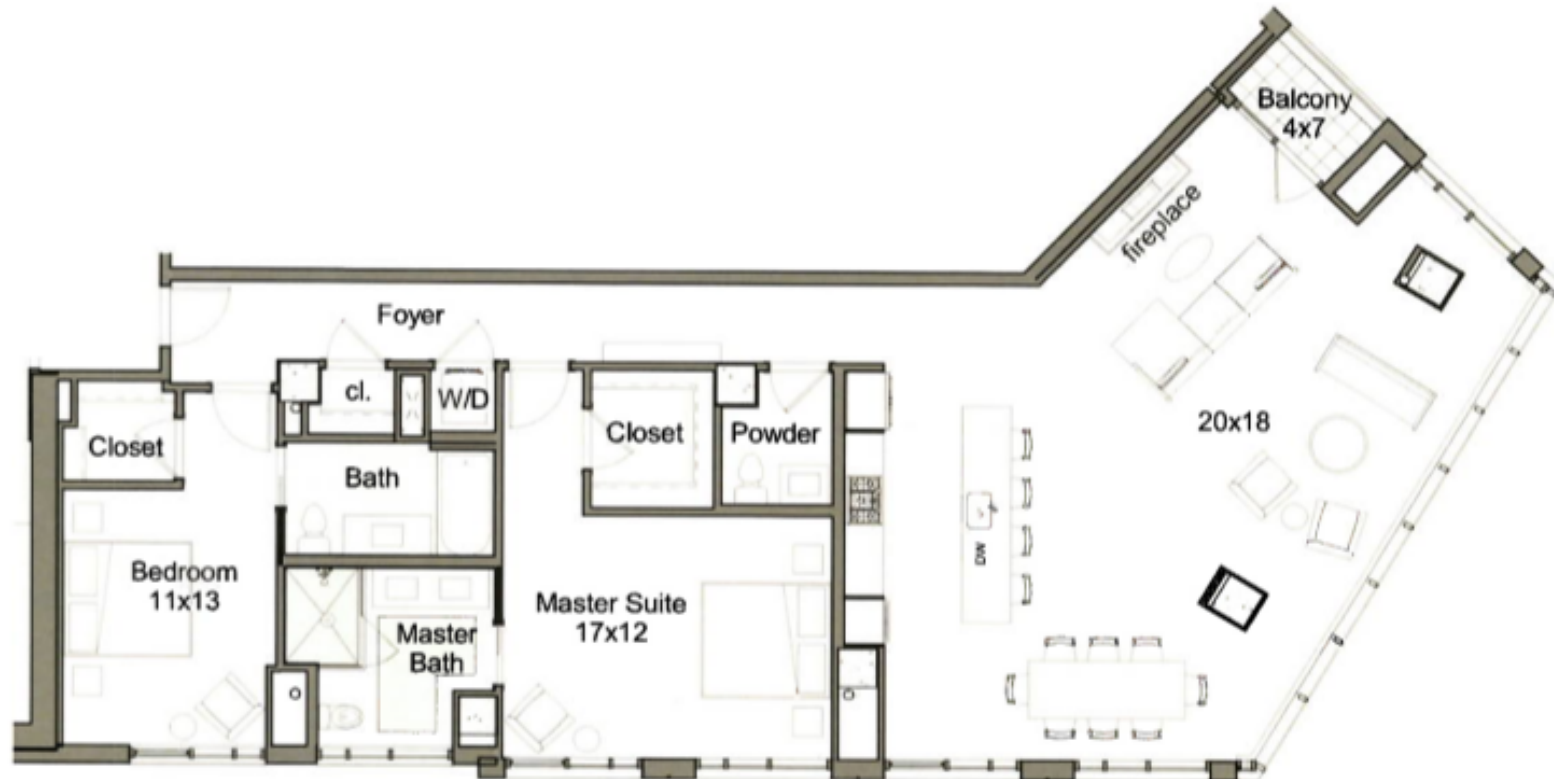 Balcony
4x7
fireplace
Foyer
cl.
W/D
Closet
Closet
Powder
20x18
Bath
DW
Bedroom
11x13
Master Suite
17x12
Master
Bath